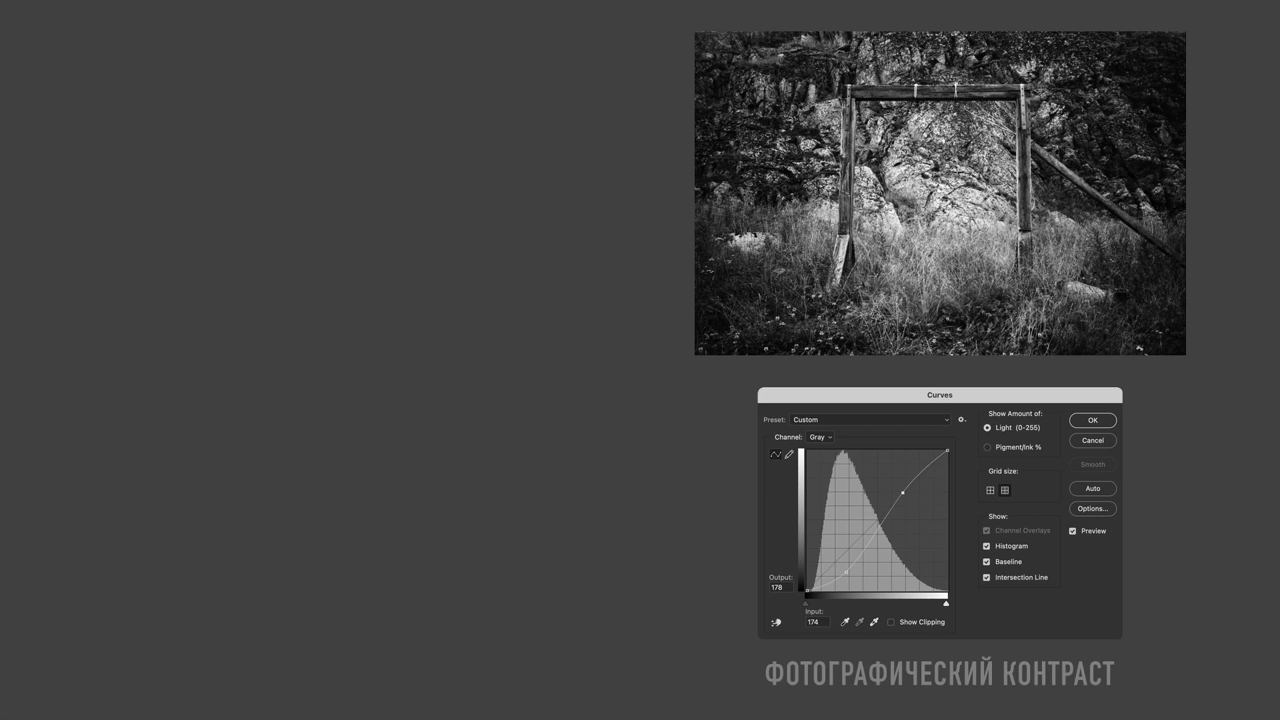 Curves
Preset: Custom
Channel: Gray
Output:
178
Input:
174
Show Clipping
Show Amount of:
Light (0-255)
Pigment/Ink %
Grid size:
Show:
Channel Overlays
Histogram
Baseline
Intersection Line
OK
Cancel
Smooth
Auto
Options...
Preview
ФОТОГРАФИЧЕСКИЙ КОНТРАСТ